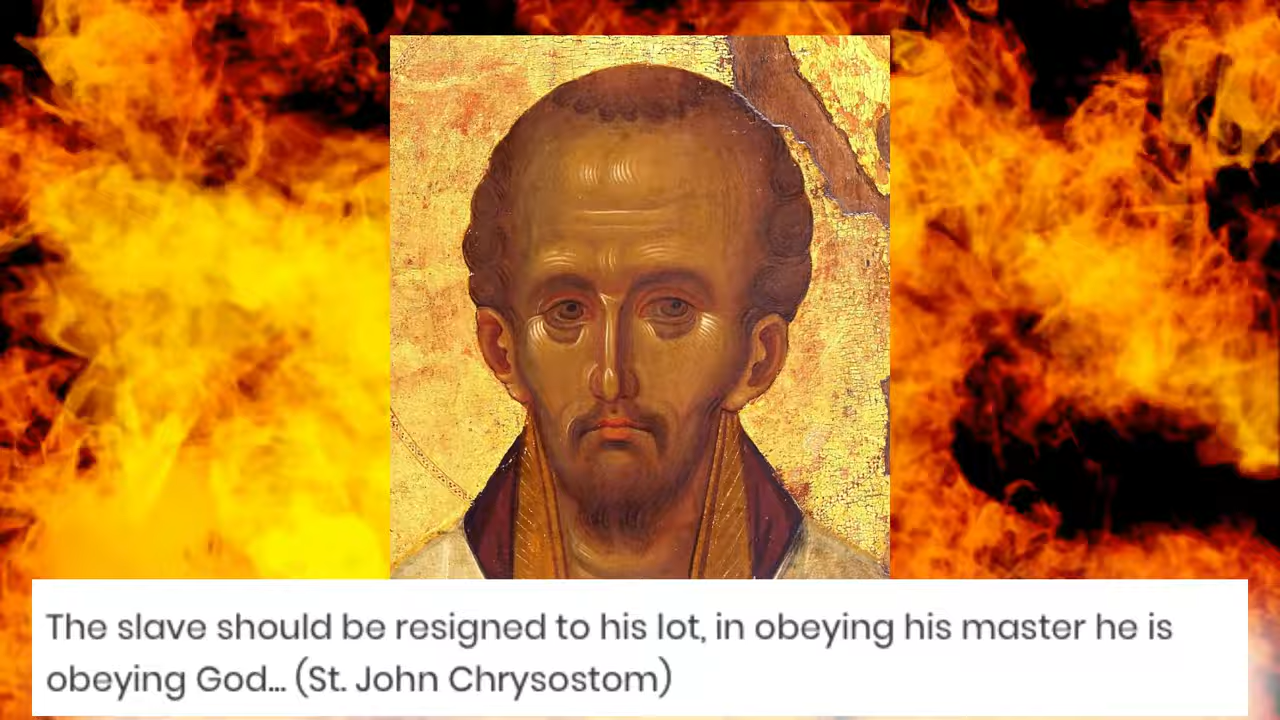 The slave should be resigned to his lot, in obeying his master he is
obeying God... (St. John Chrysostom)